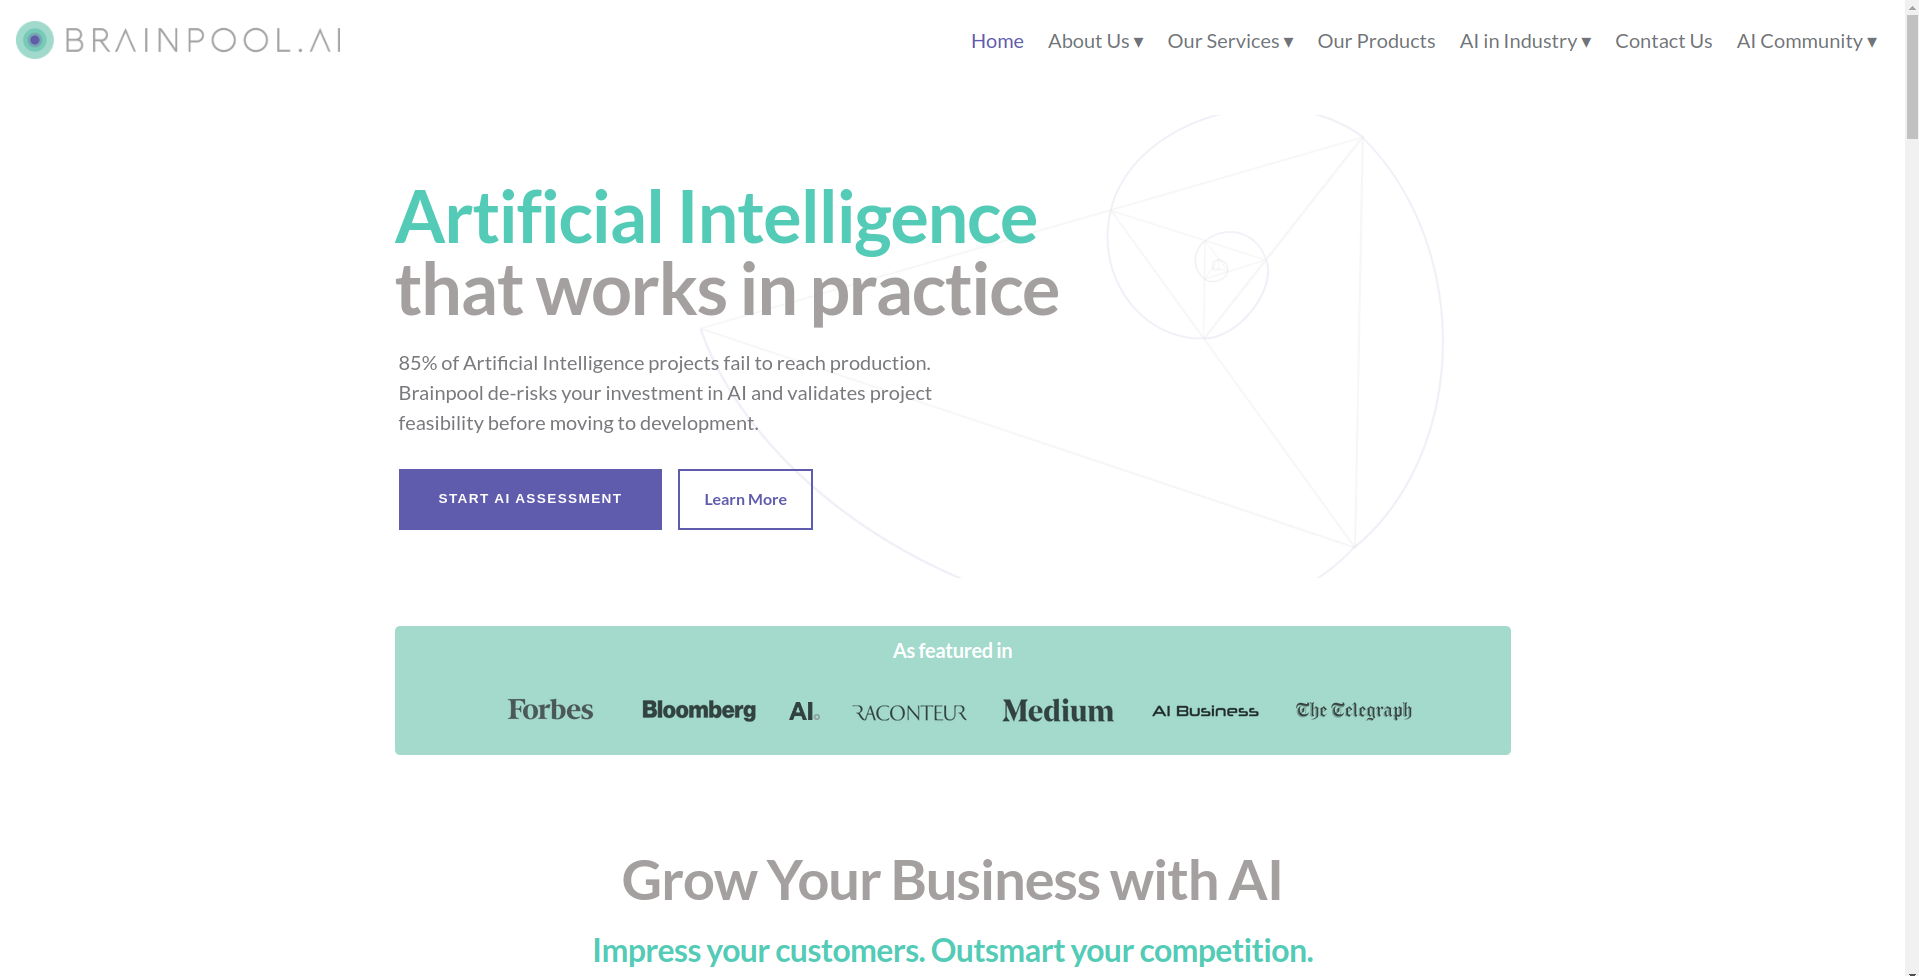 BRAINPOOL.AI
Home About Us ▾ Our Services ▾ Our Products AI in Industry ▾ Contact Us AI Community ▾
Artificial Intelligence
that works in practice
85% of Artificial Intelligence projects fail to reach production.
Brainpool de-risks your investment in AI and validates project
feasibility before moving to development.
START AI ASSESSMENT Learn More
As featured in
Forbes Bloomberg AI. RACONTEUR Medium AI Business The Telegraph
Grow Your Business with AI
Impress your customers. Outsmart your competition.